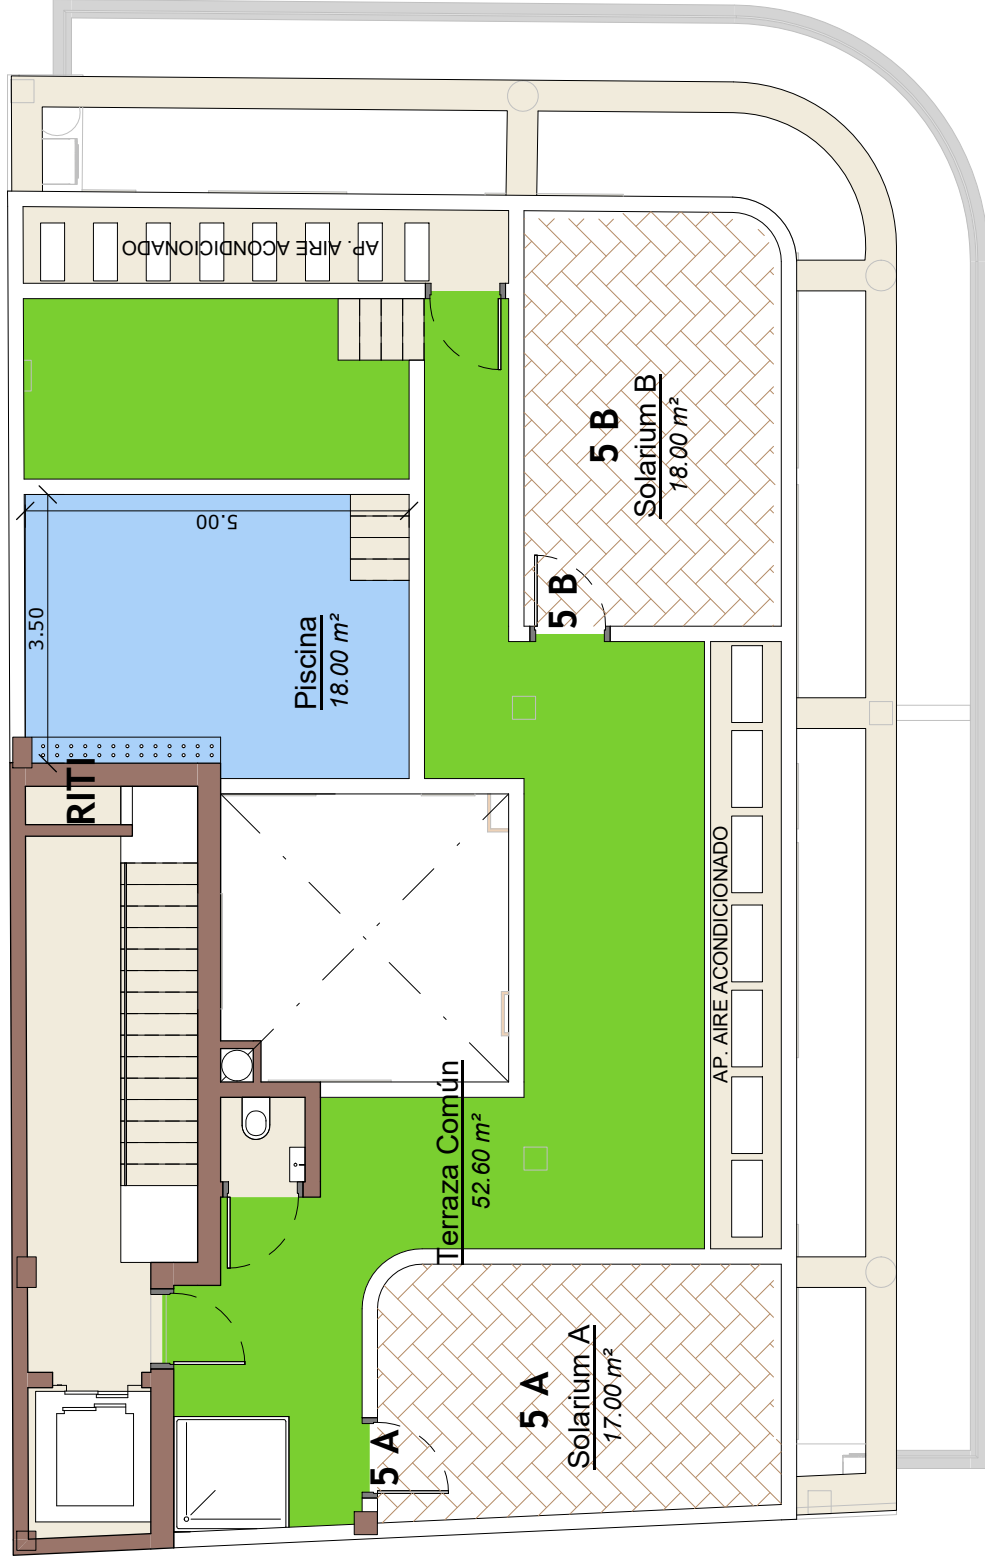 AP. AIRE ACONDICIONADO
5.00
3.50
Piscina
18.00 m²
RITI
5 B
Solarium B
18.00 m²
5 B
AP. AIRE ACONDICIONADO
Terraza Común
52.60 m²
5 A
Solarium A
17.00 m²
5 A